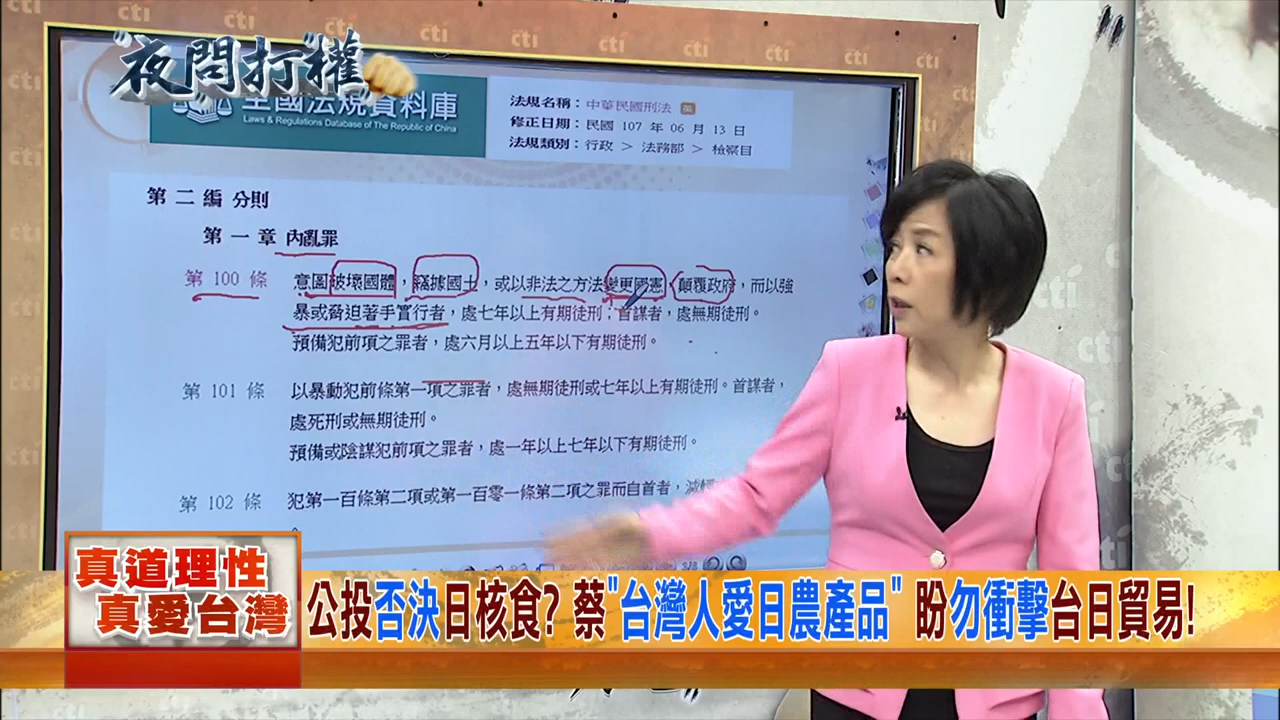 "夜問打權"
全國法規資料庫
Laws & Regulations Database of The Republic of China
法規名稱：中華民國刑法
修正日期：民國 107 年 06 月 13 日
法規類別：行政 > 法務部 > 檢察目
第 二 編 分則
第 一 章 內亂罪
第 100 條
意圖破壞國體，竊據國土，或以非法之方法變更國憲、顛覆政府，而以強
暴或脅迫著手實行者，處七年以上有期徒刑；首謀者，處無期徒刑。
預備犯前項之罪者，處六月以上五年以下有期徒刑。
第 101 條
以暴動犯前條第一項之罪者，處無期徒刑或七年以上有期徒刑。首謀者，
處死刑或無期徒刑。
預備或陰謀犯前項之罪者，處一年以上七年以下有期徒刑。
第 102 條
犯第一百條第二項或第一百零一條第二項之罪而自首者，減
真道理性
真愛台灣
公投否決日核食? 蔡"台灣人愛日農產品" 盼勿衝擊台日貿易!
cti